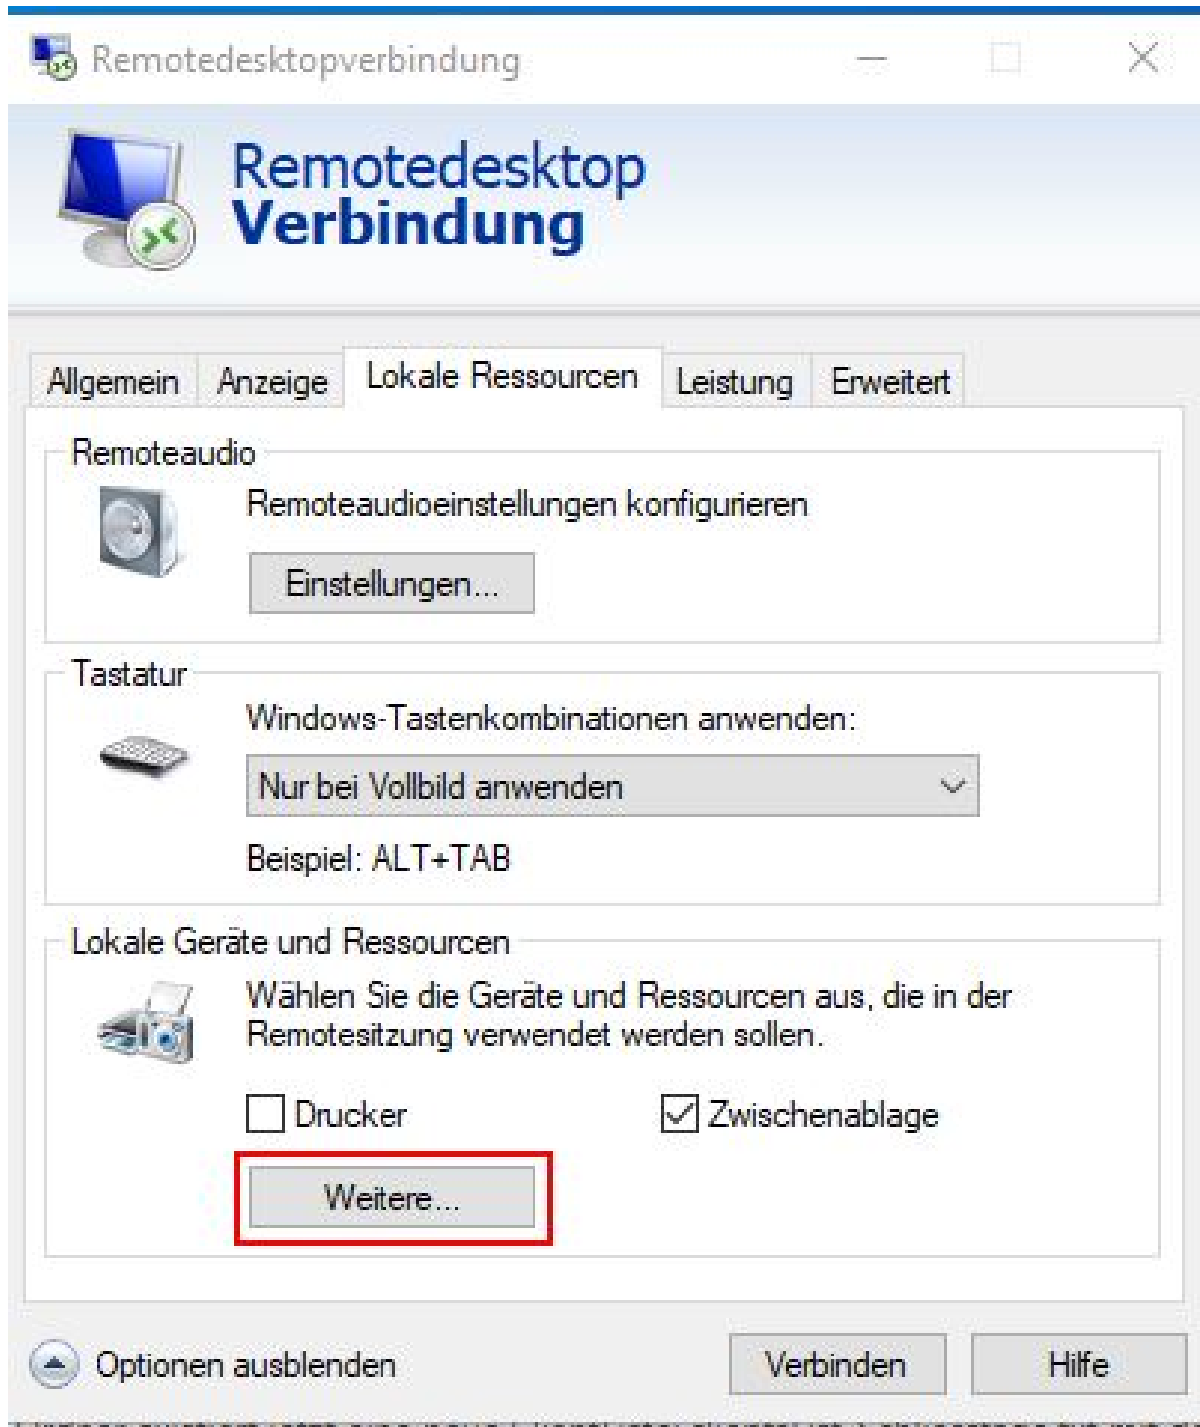 Remotedesktopverbindung
Remotedesktop
Verbindung
Allgemein Anzeige Lokale Ressourcen Leistung Erweitert
Remoteaudio
Remoteaudioeinstellungen konfigurieren
Einstellungen...
Tastatur
Windows-Tastenkombinationen anwenden:
Nur bei Vollbild anwenden
Beispiel: ALT+TAB
Lokale Geräte und Ressourcen
Wählen Sie die Geräte und Ressourcen aus, die in der
Remotesitzung verwendet werden sollen.
Drucker Zwischenablage
Weitere...
Optionen ausblenden Verbinden Hilfe